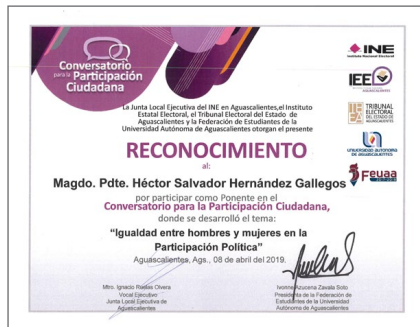 Conversatorio
para la Participación
Ciudadana
INE
Instituto Nacional Electoral
IEE
AGUASCALIENTES
TRIBUNAL
ELECTORAL
DEL ESTADO DE
AGUASCALIENTES
UNIVERSIDAD AUTONOMA
DE AGUASCALIENTES
Feuaa
La Junta Local Ejecutiva del INE en Aguascalientes,el Instituto
Estatal Electoral, el Tribunal Electoral del Estado de
Aguascalientes y la Federación de Estudiantes de la
Universidad Autónoma de Aguascalientes otorgan el presente
RECONOCIMIENTO
al:
Magdo. Pdte. Héctor Salvador Hernández Gallegos
por participar como Ponente en el
Conversatorio para la Participación Ciudadana,
donde se desarrolló el tema:
"Igualdad entre hombres y mujeres en la
Participación Política"
Aguascalientes, Ags., 08 de abril del 2019.
Mtro. Ignacio Ruelas Olvera
Vocal Ejecutivo
Junta Local Ejecutiva de
Aguascalientes
Ivonne Azucena Zavala Soto
Presidenta de la Federación de
Estudiantes de la Universidad
Autónoma de Aguascalientes